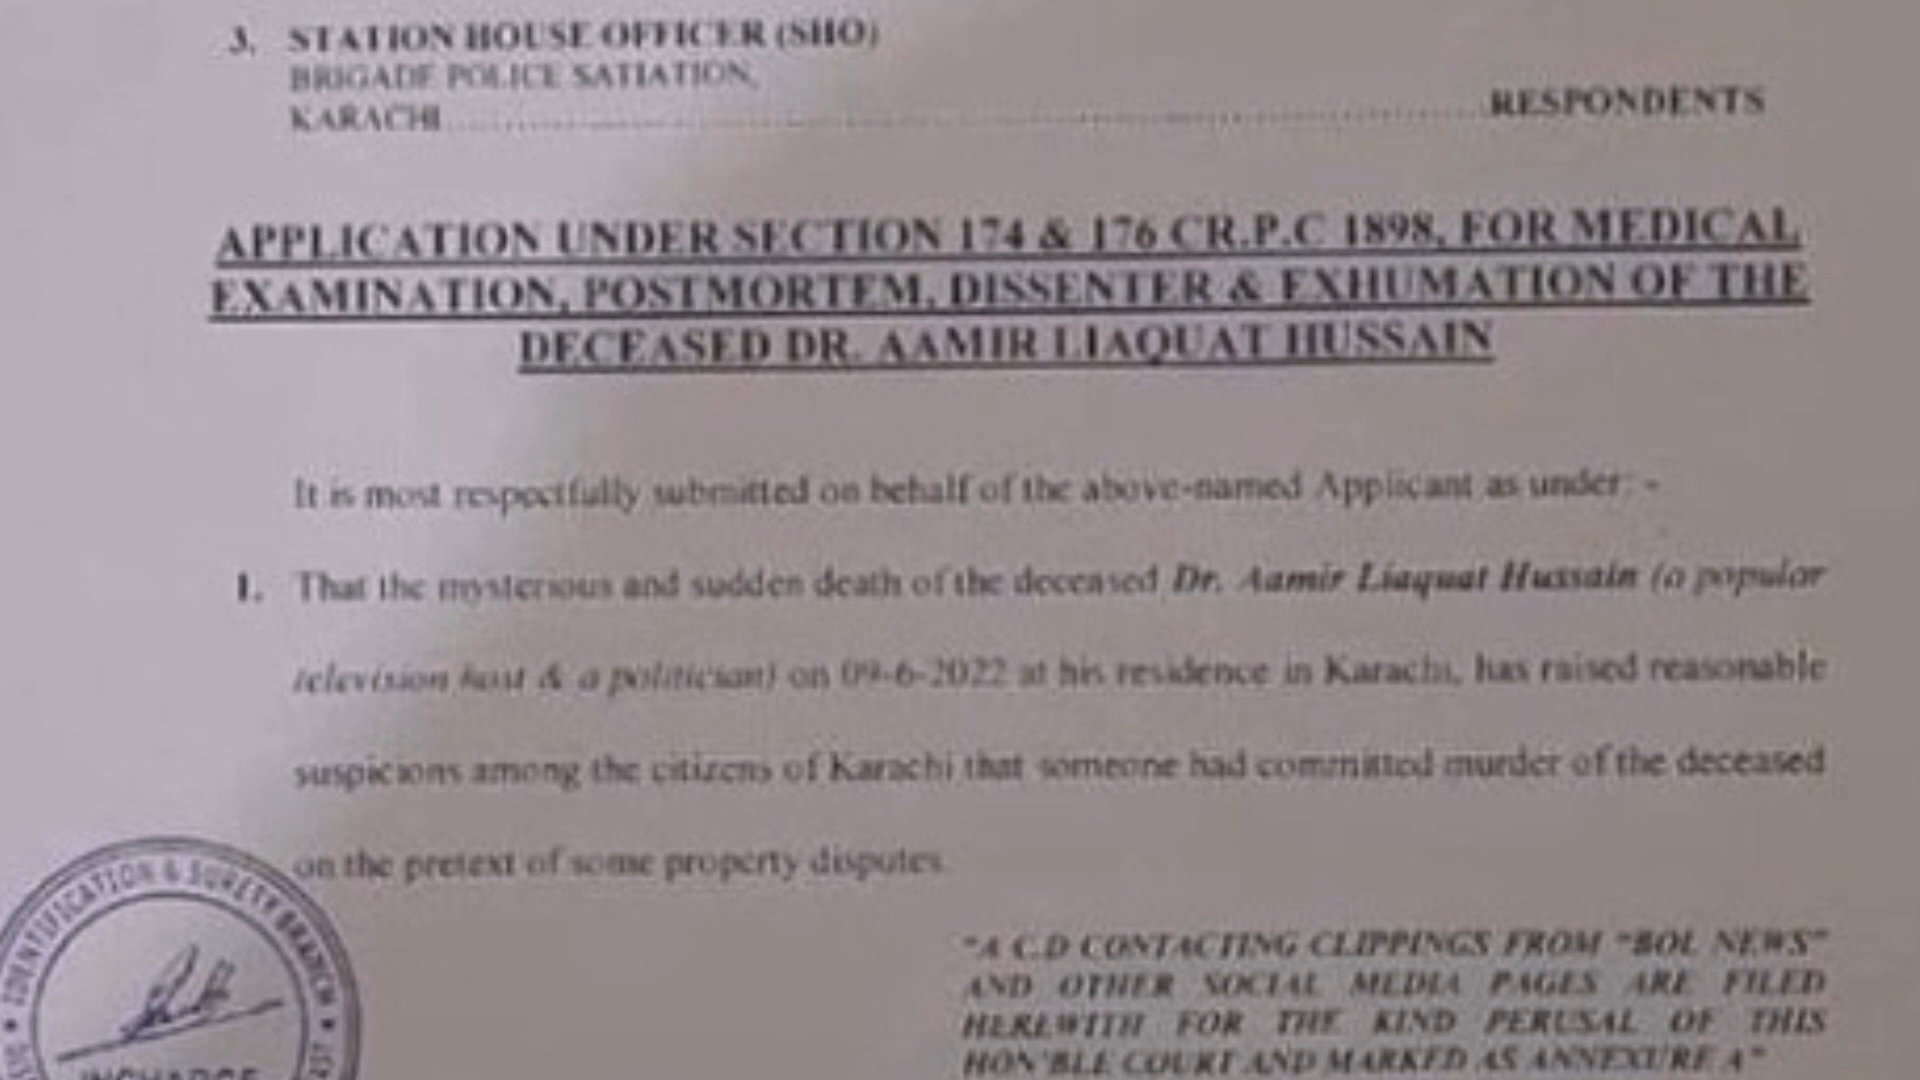 3. STATION HOUSE OFFICER (SHO)
BRIGADE POLICE SATIATION,
KARACHI..........RESPONDENTS
APPLICATION UNDER SECTION 174 & 176 CR.P.C 1898, FOR MEDICAL
EXAMINATION, POSTMORTEM, DISSENTER & EXHUMATION OF THE
DECEASED DR. AAMIR LIAQUAT HUSSAIN
It is most respectfully submitted on behalf of the above-named Applicant as under: -
1. That the mysterious and sudden death of the deceased Dr. Aamir Liaquat Hussain (a popular
television host & a politician) on 09-6-2022 at his residence in Karachi, has raised reasonable
suspicions among the citizens of Karachi that someone had committed murder of the deceased
on the pretext of some property disputes.
IDENTIFICATION & SURETY BRANCH
INCHARGE
"A C.D CONTACTING CLIPPINGS FROM "BOL NEWS"
AND OTHER SOCIAL MEDIA PAGES ARE FILED
HEREWITH FOR THE KIND PERUSAL OF THIS
HON'BLE COURT AND MARKED AS ANNEXURE A"